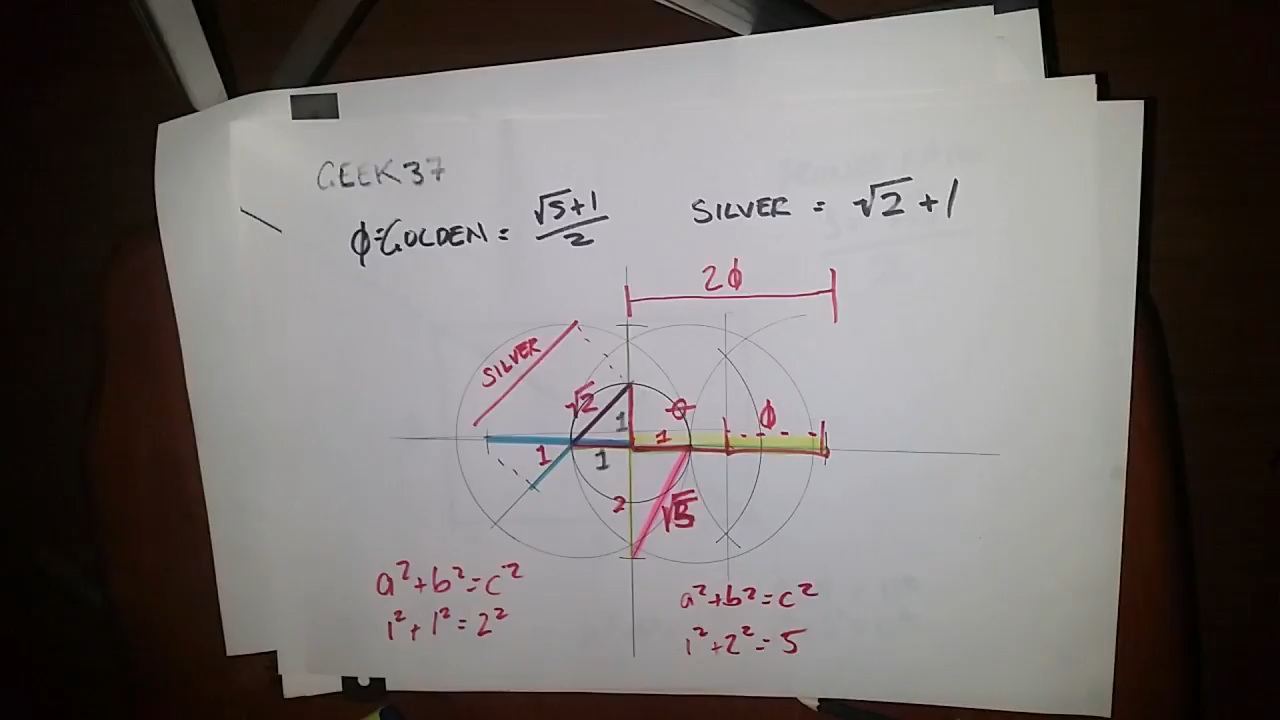 GEEK37
φ=GOLDEN = (√5+1)/2
SILVER = √2+1
2φ
SILVER
√2
1
1
φ
1
1
2
√5
a²+b²=c²
1²+1²=2²
a²+b²=c²
1²+2²=5